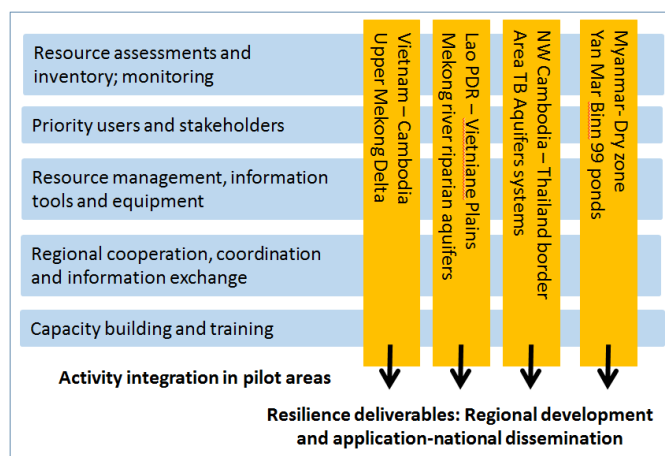 Resource assessments and
inventory; monitoring
Priority users and stakeholders
Resource management, information
tools and equipment
Regional cooperation, coordination
and information exchange
Capacity building and training
Vietnam – Cambodia
Upper Mekong Delta
Lao PDR – Vietniane Plains
Mekong river riparian aquifers
NW Cambodia – Thailand border
Area TB Aquifers systems
Myanmar- Dry zone
Yan Mar Binn 99 ponds
Activity integration in pilot areas
Resilience deliverables: Regional development
and application-national dissemination